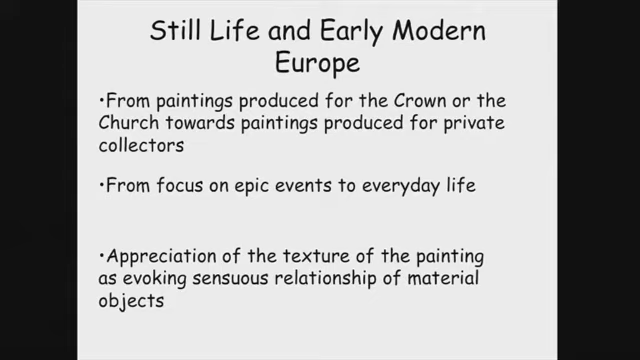 Still Life and Early Modern
Europe
•From paintings produced for the Crown or the
Church towards paintings produced for private
collectors
•From focus on epic events to everyday life
•Appreciation of the texture of the painting
as evoking sensuous relationship of material
objects